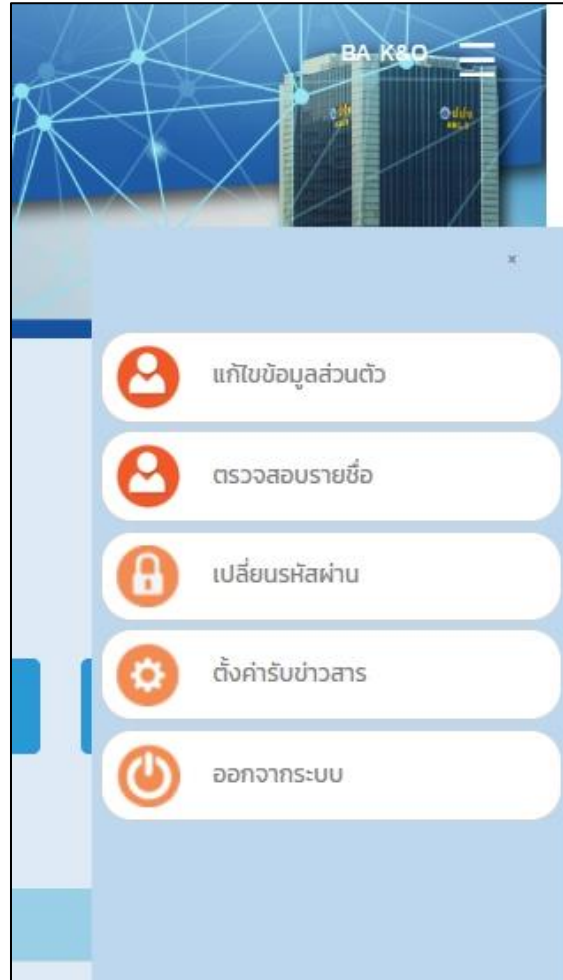 BA K&O
แก้ไขข้อมูลส่วนตัว
ตรวจสอบรายชื่อ
เปลี่ยนรหัสผ่าน
ตั้งค่ารับข่าวสาร
ออกจากระบบ